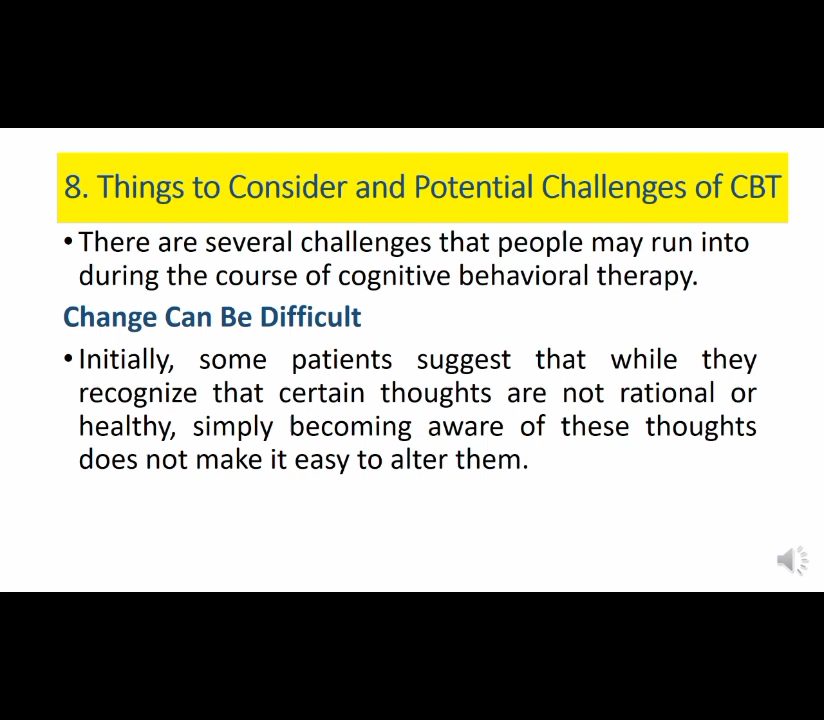 8. Things to Consider and Potential Challenges of CBT
• There are several challenges that people may run into
during the course of cognitive behavioral therapy.
Change Can Be Difficult
• Initially, some patients suggest that while they
recognize that certain thoughts are not rational or
healthy, simply becoming aware of these thoughts
does not make it easy to alter them.